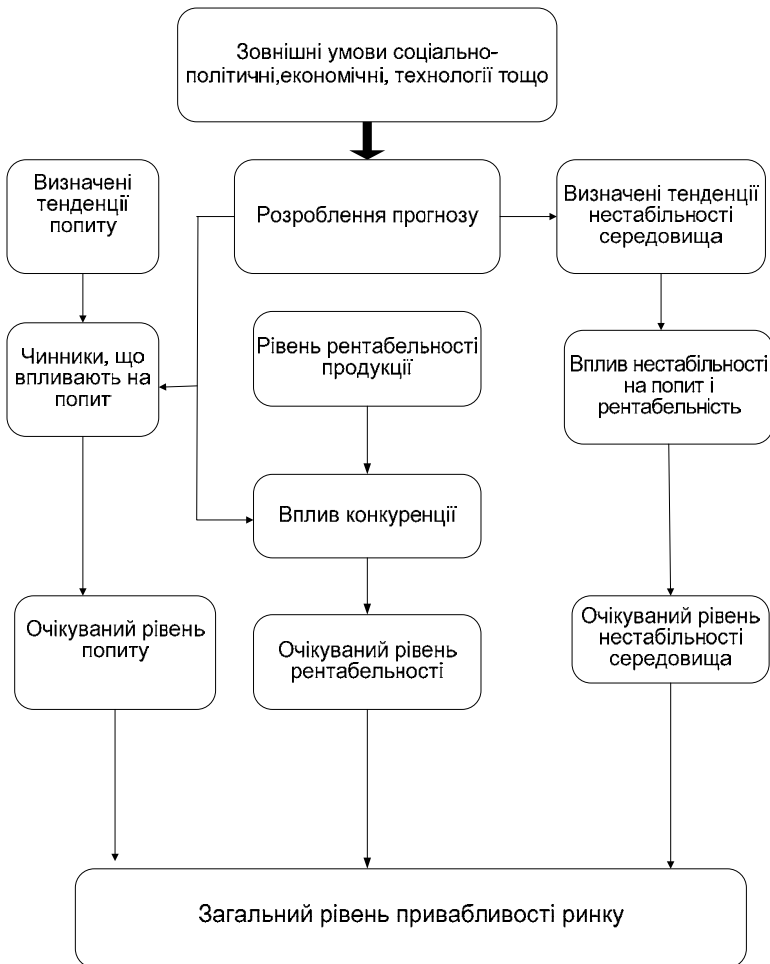 Зовнішні умови соціально-
політичні,економічні, технології тощо
Визначені
тенденції
попиту
Розроблення прогнозу
Визначені тенденції
нестабільності
середовища
Чинники, що
впливають на
попит
Рівень рентабельності
продукції
Вплив нестабільності
на попит і
рентабельність
Вплив конкуренції
Очікуваний рівень
попиту
Очікуваний рівень
рентабельності
Очікуваний рівень
нестабільності
середовища
Загальний рівень привабливості ринку